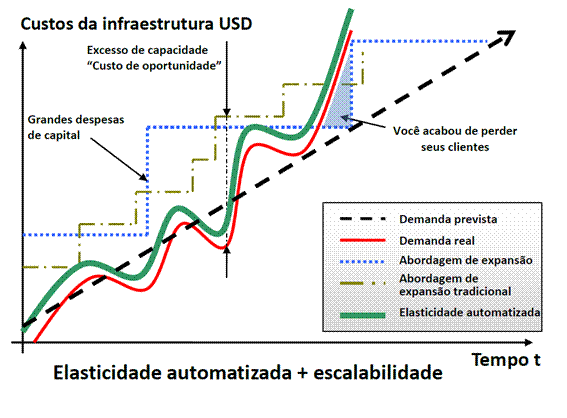 Custos da infraestrutura USD
Excesso de capacidade
“Custo de oportunidade”
Grandes despesas
de capital
Você acabou de perder
seus clientes
Demanda prevista
Demanda real
Abordagem de expansão
Abordagem de
expansão tradicional
Elasticidade automatizada
Tempo t
Elasticidade automatizada + escalabilidade